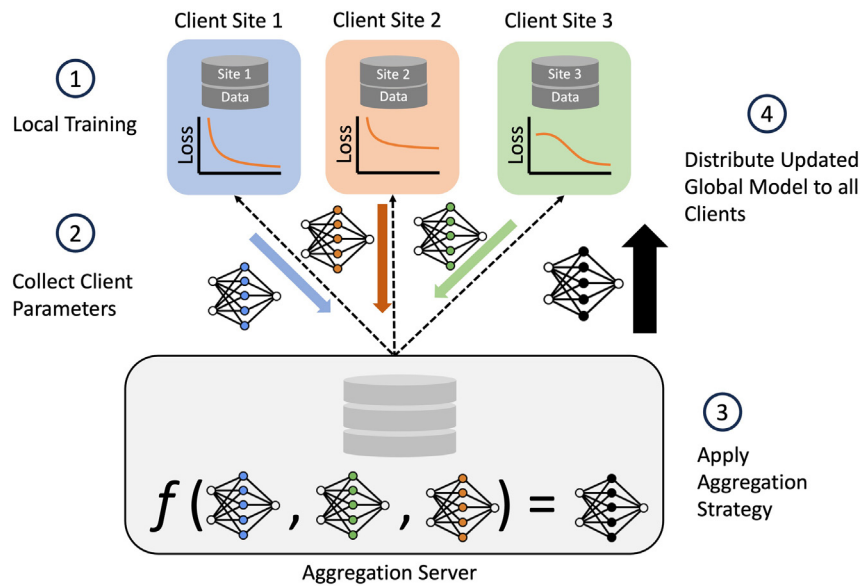 Client Site 1
Client Site 2
Client Site 3
1
Local Training
Site 1
Data
Loss
Site 2
Data
Loss
Site 3
Data
Loss
4
Distribute Updated
Global Model to all
Clients
2
Collect Client
Parameters
3
Apply
Aggregation
Strategy
f ( , , ) =
Aggregation Server